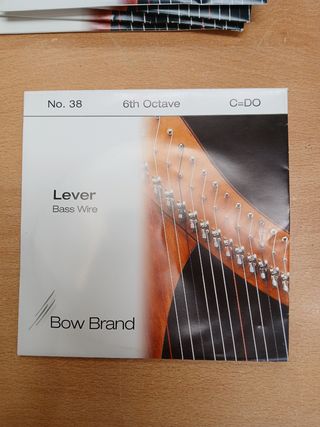 No. 38 6th Octave C=DO
Lever
Bass Wire
Bow Brand